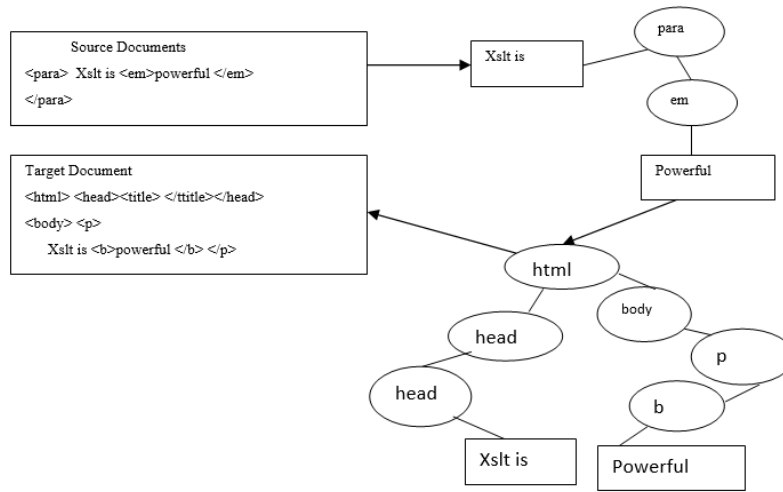 Source Documents
<para> Xslt is <em>powerful </em>
</para>
Xslt is
para
em
Powerful
Target Document
<html> <head><title> </ttitle></head>
<body> <p>
Xslt is <b>powerful </b> </p>
html
head
body
head
p
b
Xslt is
Powerful